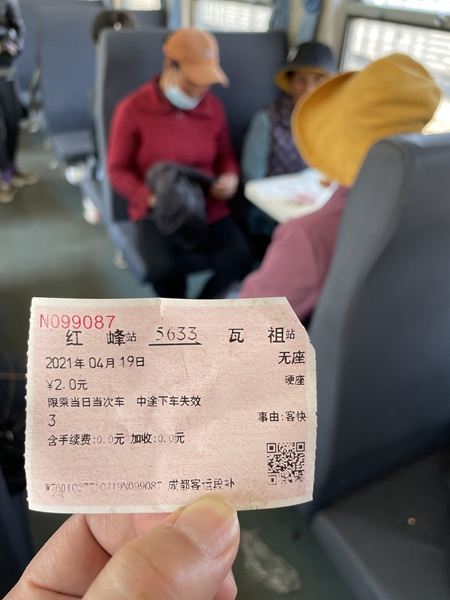 N099087
红 峰站 5633 瓦 祖站
2021年04月19日 无座
¥2.0元 硬座
限乘当日当次车 中途下车失效
3 事由:客快
含手续费:0.0元 加收:0.0元
成都客运段补